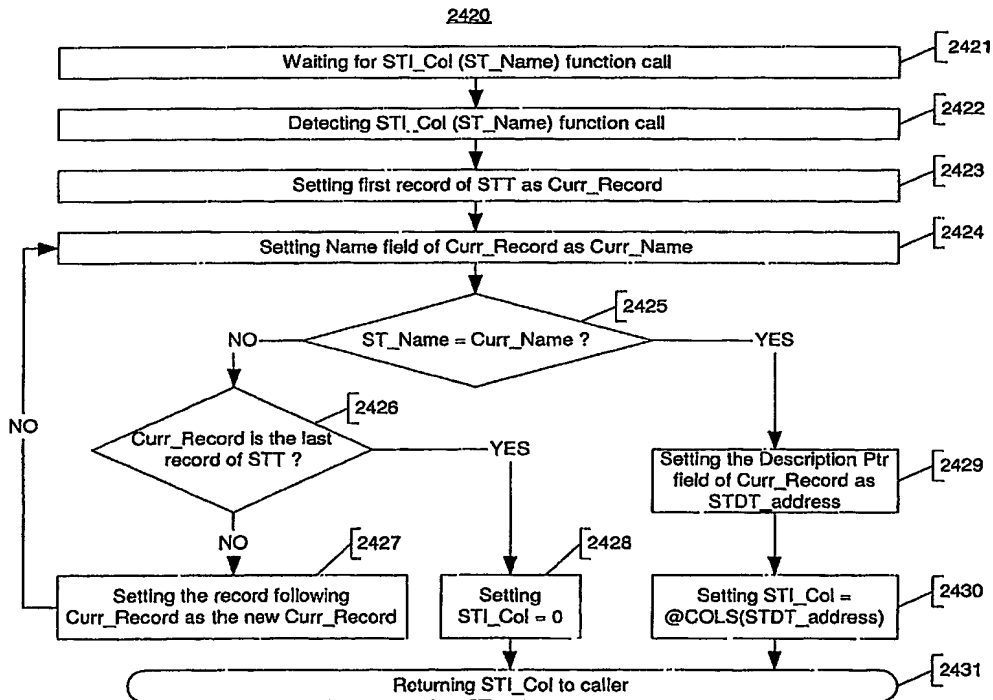 2420
Waiting for STI_Col (ST_Name) function call
2421
Detecting STI_Col (ST_Name) function call
2422
Setting first record of STT as Curr_Record
2423
Setting Name field of Curr_Record as Curr_Name
2424
ST_Name = Curr_Name ?
2425
NO
YES
Curr_Record is the last
record of STT ?
2426
NO
YES
NO
Setting the Description Ptr
field of Curr_Record as
STDT_address
2429
Setting the record following
Curr_Record as the new Curr_Record
2427
Setting
STI_Col = 0
2428
Setting STI_Col =
@COLS(STDT_address)
2430
Returning STI_Col to caller
2431